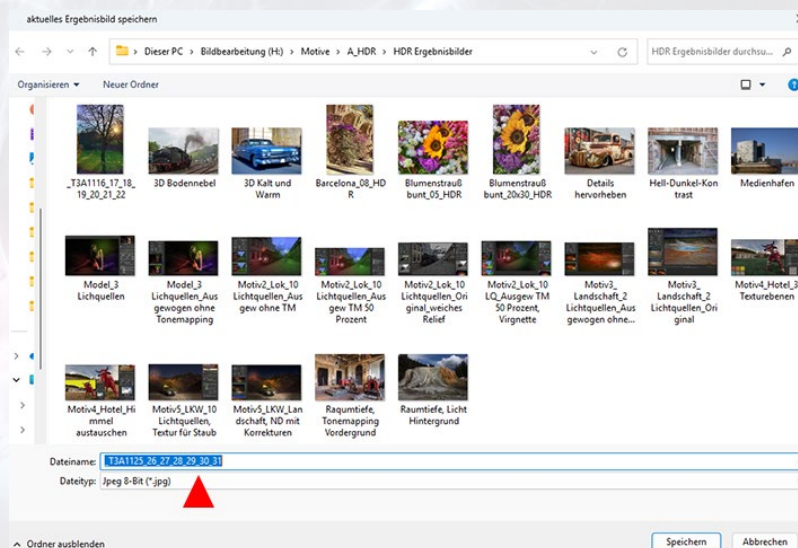 aktuelles Ergebnisbild speichern
Dieser PC > Bildbearbeitung (H:) > Motive > A_HDR > HDR Ergebnisbilder
HDR Ergebnisbilder durchsu...
Organisieren
Neuer Ordner
_T3A1116_17_18_
19_20_21_22
3D Bodennebel
3D Kalt und
Warm
Barcelona_08_HD
R
Blumenstrauß
bunt_05_HDR
Blumenstrauß
bunt_20x30_HDR
Details
hervorheben
Hell-Dunkel-Kon
trast
Medienhafen
Model_3
Lichquellen
Model_3
Lichquellen_Aus
gewogen ohne
Tonemapping
Motiv2_Lok_10
Lichtquellen_Aus
gew ohne TM
Motiv2_Lok_10
Lichtquellen_Aus
gew TM 50
Prozent
Motiv2_Lok_10
Lichtquellen_Ori
ginal_weiches
Relief
Motiv2_Lok_10
LQ_Ausgew TM
50 Prozent,
Virgnette
Motiv3_
Landschaft_2
Lichtquellen_Aus
gewogen ohne...
Motiv3_
Landschaft_2
Lichtquellen_Ori
ginal
Motiv4_Hotel_3
Texturebenen
Motiv4_Hotel_Hi
mmel
austauschen
Motiv5_LKW_10
Lichtquellen,
Textur für Staub
Motiv5_LKW_Lan
dschaft, ND mit
Korrekturen
Raqumtiefe,
Tonemapping
Vordergrund
Raumtiefe, Licht
Hintergrund
Dateiname: _T3A1125_26_27_28_29_30_31
Dateityp: Jpeg 8-Bit (*.jpg)
Ordner ausblenden
Speichern
Abbrechen